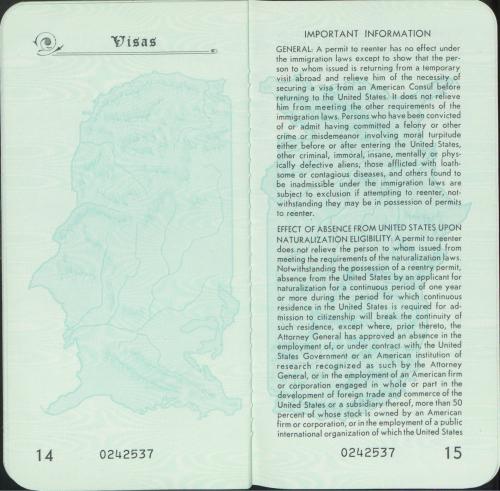 Visas
14
0242537
IMPORTANT INFORMATION
GENERAL: A permit to reenter has no effect under
the immigration laws except to show that the per-
son to whom issued is returning from a temporary
visit abroad and relieve him of the necessity of
securing a visa from an American Consul before
returning to the United States. It does not relieve
him from meeting the other requirements of the
immigration laws. Persons who have been convicted
of or admit having committed a felony or other
crime or misdemeanor involving moral turpitude
either before or after entering the United States,
other criminal, immoral, insane, mentally or phys-
ically defective aliens, those afflicted with loath-
some or contagious diseases, and others found to
be inadmissible under the immigration laws are
subject to exclusion if attempting to reenter, not-
withstanding they may be in possession of permits
to reenter.
EFFECT OF ABSENCE FROM UNITED STATES UPON
NATURALIZATION ELIGIBILITY: A permit to reenter
does not relieve the person to whom issued from
meeting the requirements of the naturalization laws.
Notwithstanding the possession of a reentry permit,
absence from the United States by an applicant for
naturalization for a continuous period of one year
or more during the period for which continuous
residence in the United States is required for ad-
mission to citizenship will break the continuity of
such residence, except where, prior thereto, the
Attorney General has approved an absence in the
employment of, or under contract with, the United
States Government or an American institution of
research recognized as such by the Attorney
General, or in the employment of an American firm
or corporation engaged in whole or part in the
development of foreign trade and commerce of the
United States or a subsidiary thereof, more than 50
percent of whose stock is owned by an American
firm or corporation, or in the employment of a public
international organization of which the United States
0242537
15